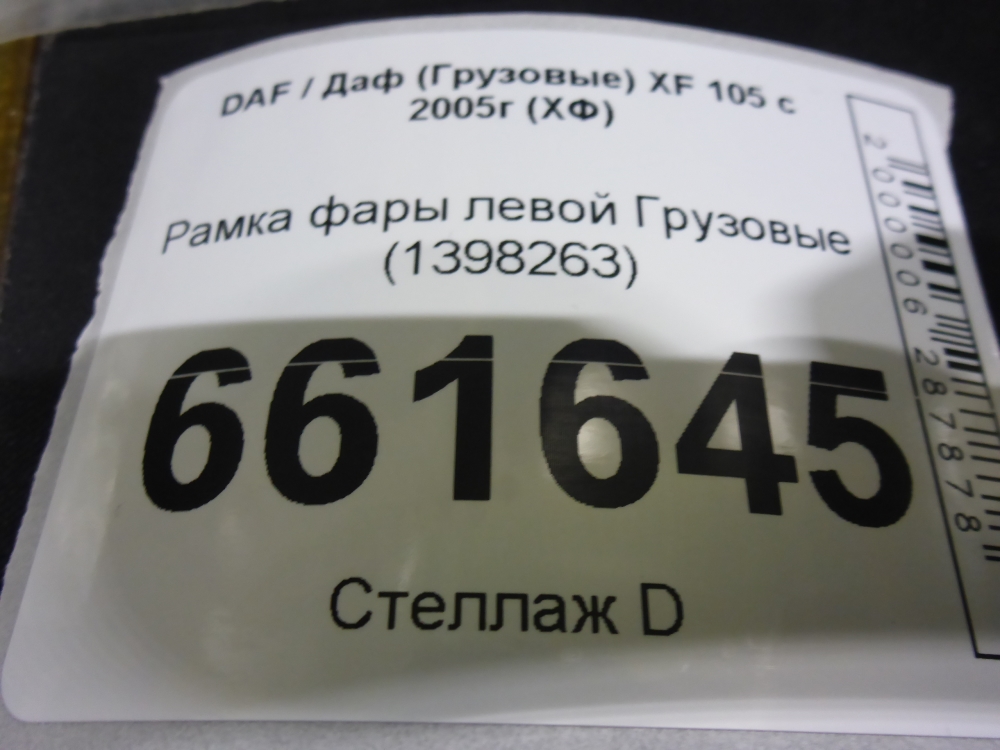 DAF / Даф (Грузовые) XF 105 с
2005г (ХФ)
Рамка фары левой Грузовые
(1398263)
661645
Стеллаж D
2000006287878